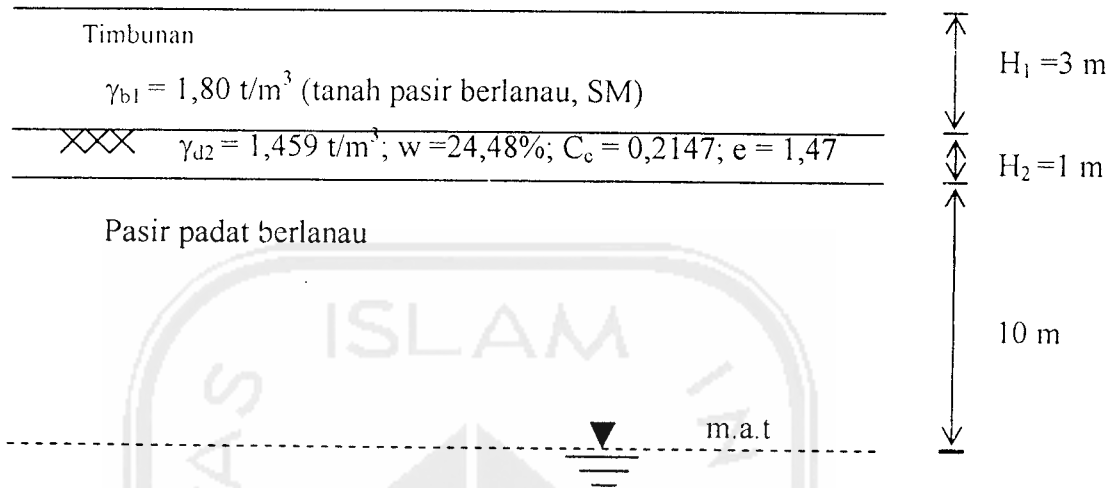 Timbunan
H₁ =3 m
γb1 = 1,80 t/m³ (tanah pasir berlanau, SM)
γd2 = 1,459 t/m³; w =24,48%; Cc = 0,2147; e = 1,47
H₂ =1 m
Pasir padat berlanau
ISLAM
10 m
m.a.t